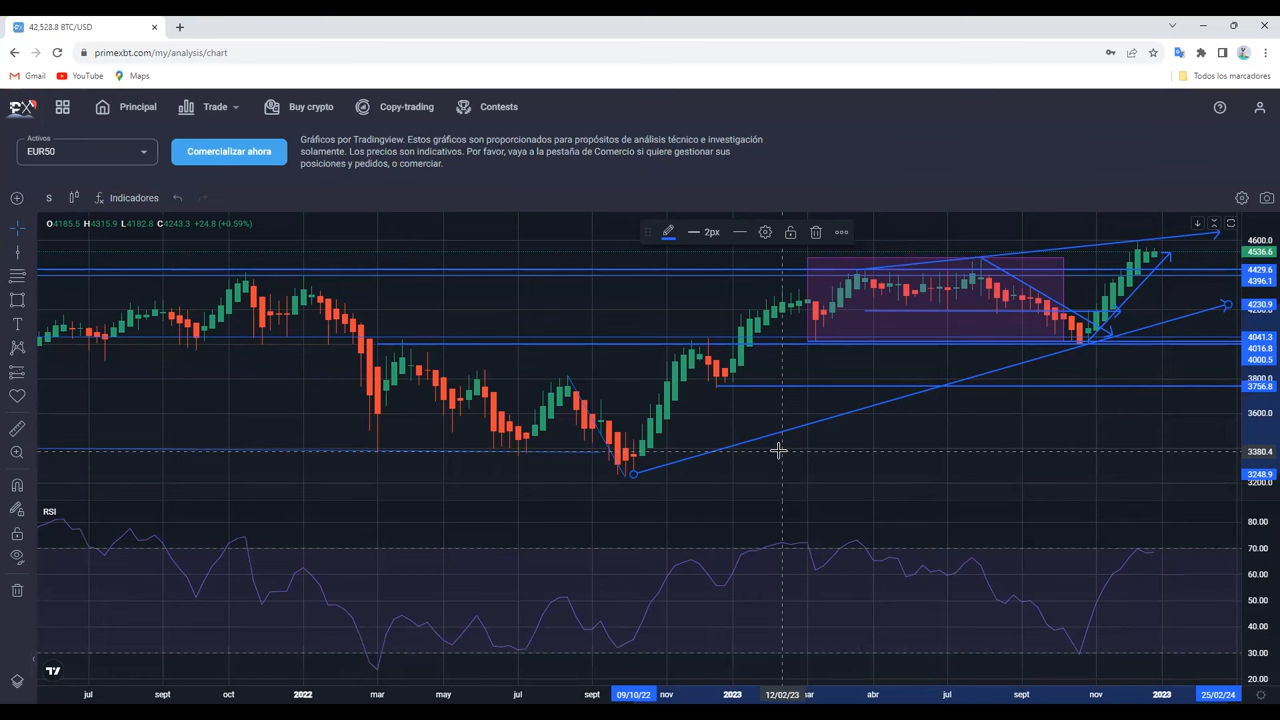 42,528.8 BTC/USD
primexbt.com/my/analysis/chart
Gmail YouTube Maps Todos los marcadores
PX Principal Trade Buy crypto Copy-trading Contests
Activos
EUR50
Comercializar ahora
Gráficos por Tradingview. Estos gráficos son proporcionados para propósitos de análisis técnico e investigación
solamente. Los precios son indicativos. Por favor, vaya a la pestaña de Comercio si quiere gestionar sus
posiciones y pedidos, o comerciar.
S Indicadores
O4185.5 H4315.9 L4182.8 C4243.3 +24.8 (+0.59%)
2px
4600.0
4536.6
4429.6
4396.1
4230.9
4200.0
4041.3
4016.8
4000.5
3800.0
3756.8
3600.0
3380.4
3248.9
3200.0
RSI
80.00
70.00
60.00
50.00
40.00
30.00
20.00
jul sept oct 2022 mar may jul sept 09/10/22 nov 2023 12/02/23 mar abr jul sept nov 2023 25/02/24